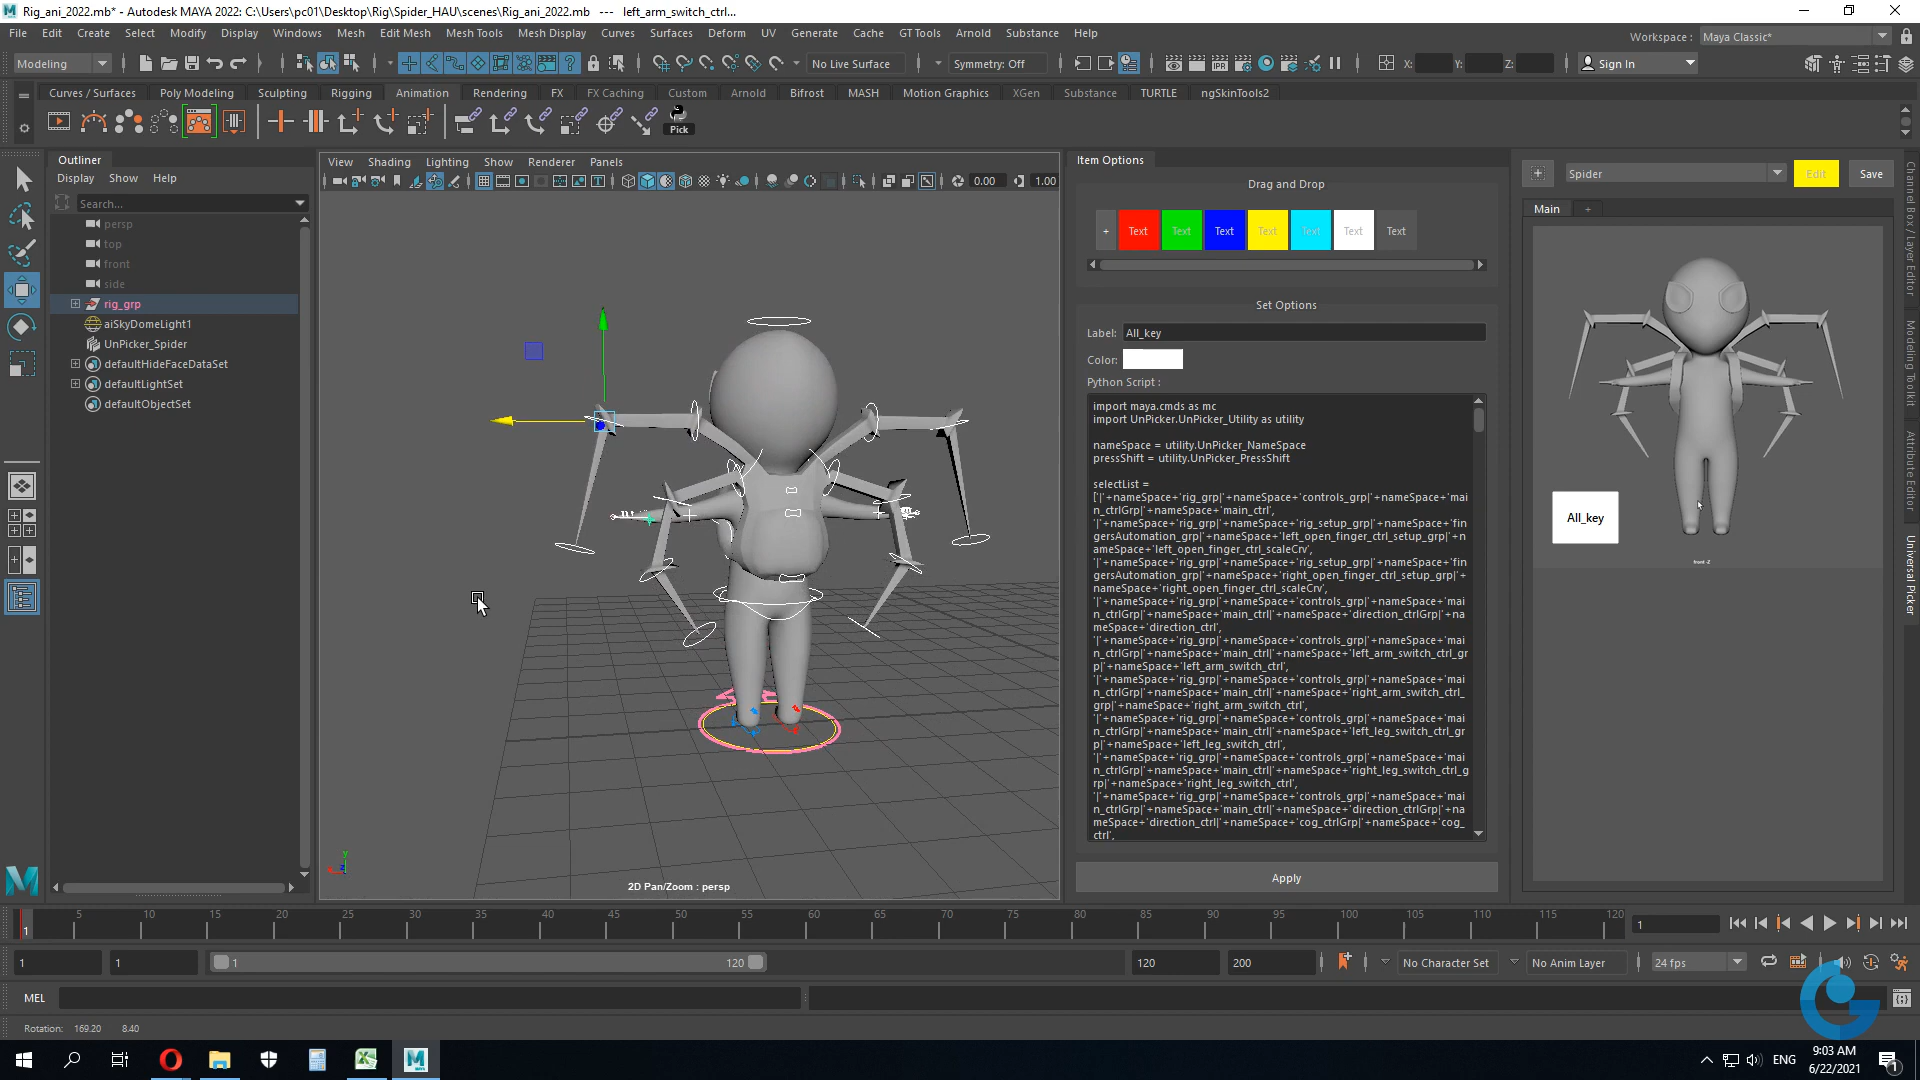 Rig_ani_2022.mb* - Autodesk MAYA 2022: C:\Users\pc01\Desktop\Rig\Spider_HAU\scenes\Rig_ani_2022.mb --- left_arm_switch_ctrl...
File Edit Create Select Modify Display Windows Mesh Edit Mesh Mesh Tools Mesh Display Curves Surfaces Deform UV Generate Cache GT Tools Arnold Substance Help
Workspace : Maya Classic*
Modeling No Live Surface Symmetry: Off X: Y: Z: Sign In
Curves / Surfaces Poly Modeling Sculpting Rigging Animation Rendering FX FX Caching Custom Arnold Bifrost MASH Motion Graphics XGen Substance TURTLE ngSkinTools2
Pick
Outliner
Display Show Help
Search...
persp
top
front
side
rig_grp
aiSkyDomeLight1
UnPicker_Spider
defaultHideFaceDataSet
defaultLightSet
defaultObjectSet
View Shading Lighting Show Renderer Panels
0.00 1.00
2D Pan/Zoom : persp
Item Options
Drag and Drop
+ Text Text Text Text Text Text Text
Set Options
Label: All_key
Color:
Python Script :
import maya.cmds as mc
import UnPicker.UnPicker_Utility as utility
nameSpace = utility.UnPicker_NameSpace
pressShift = utility.UnPicker_PressShift
selectList =
['|'+nameSpace+'rig_grp|'+nameSpace+'controls_grp|'+nameSpace+'mai
n_ctrlGrp|'+nameSpace+'main_ctrl',
'|'+nameSpace+'rig_grp|'+nameSpace+'rig_setup_grp|'+nameSpace+'fin
gersAutomation_grp|'+nameSpace+'left_open_finger_ctrl_setup_grp|'+n
ameSpace+'left_open_finger_ctrl_scaleCrv',
'|'+nameSpace+'rig_grp|'+nameSpace+'rig_setup_grp|'+nameSpace+'fin
gersAutomation_grp|'+nameSpace+'right_open_finger_ctrl_setup_grp|'+
nameSpace+'right_open_finger_ctrl_scaleCrv',
'|'+nameSpace+'rig_grp|'+nameSpace+'controls_grp|'+nameSpace+'mai
n_ctrlGrp|'+nameSpace+'main_ctrl|'+nameSpace+'direction_ctrlGrp|'+na
meSpace+'direction_ctrl',
'|'+nameSpace+'rig_grp|'+nameSpace+'controls_grp|'+nameSpace+'mai
n_ctrlGrp|'+nameSpace+'main_ctrl|'+nameSpace+'left_arm_switch_ctrl_gr
p|'+nameSpace+'left_arm_switch_ctrl',
'|'+nameSpace+'rig_grp|'+nameSpace+'controls_grp|'+nameSpace+'mai
n_ctrlGrp|'+nameSpace+'main_ctrl|'+nameSpace+'right_arm_switch_ctrl_
grp|'+nameSpace+'right_arm_switch_ctrl',
'|'+nameSpace+'rig_grp|'+nameSpace+'controls_grp|'+nameSpace+'mai
n_ctrlGrp|'+nameSpace+'main_ctrl|'+nameSpace+'left_leg_switch_ctrl_gr
p|'+nameSpace+'left_leg_switch_ctrl',
'|'+nameSpace+'rig_grp|'+nameSpace+'controls_grp|'+nameSpace+'mai
n_ctrlGrp|'+nameSpace+'main_ctrl|'+nameSpace+'right_leg_switch_ctrl_g
rp|'+nameSpace+'right_leg_switch_ctrl',
'|'+nameSpace+'rig_grp|'+nameSpace+'controls_grp|'+nameSpace+'mai
n_ctrlGrp|'+nameSpace+'main_ctrl|'+nameSpace+'direction_ctrlGrp|'+na
meSpace+'direction_ctrl|'+nameSpace+'cog_ctrlGrp|'+nameSpace+'cog_
ctrl',
Apply
Spider Edit Save
Main +
All_key
front -Z
Channel Box / Layer Editor
Modeling Toolkit
Attribute Editor
Universal Picker
1 5 10 15 20 25 30 35 40 45 50 55 60 65 70 75 80 85 90 95 100 105 110 115 120 1
1 1 1 120 120 200 No Character Set No Anim Layer 24 fps
MEL
Rotation: 169.20 8.40
ENG 9:03 AM
6/22/2021 1